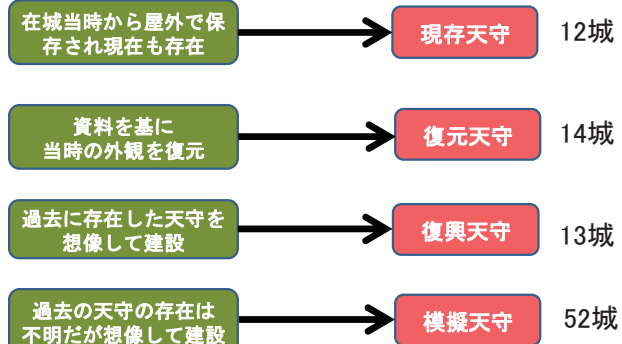 在城当時から屋外で保
存され現在も存在
現存天守
12城
資料を基に
当時の外観を復元
復元天守
14城
過去に存在した天守を
想像して建設
復興天守
13城
過去の天守の存在は
不明だが想像して建設
模擬天守
52城